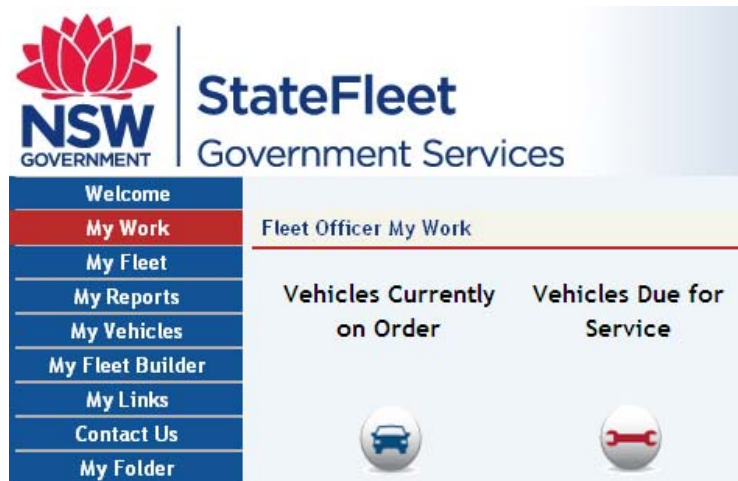 NSW
GOVERNMENT
StateFleet
Government Services
Welcome
My Work
My Fleet
My Reports
My Vehicles
My Fleet Builder
My Links
Contact Us
My Folder
Fleet Officer My Work
Vehicles Currently
on Order
Vehicles Due for
Service